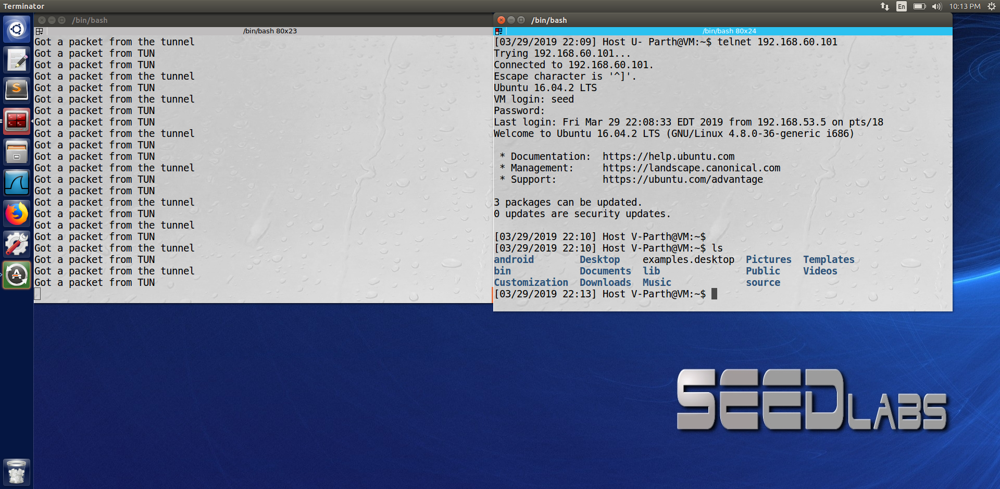 Terminator
En
10:13 PM
/bin/bash
/bin/bash 80x23
Got a packet from the tunnel
Got a packet from TUN
Got a packet from TUN
Got a packet from the tunnel
Got a packet from TUN
Got a packet from the tunnel
Got a packet from TUN
Got a packet from TUN
Got a packet from the tunnel
Got a packet from TUN
Got a packet from TUN
Got a packet from the tunnel
Got a packet from TUN
Got a packet from TUN
Got a packet from the tunnel
Got a packet from TUN
Got a packet from the tunnel
Got a packet from TUN
Got a packet from the tunnel
Got a packet from TUN
Got a packet from the tunnel
Got a packet from TUN
/bin/bash
/bin/bash 80x24
[03/29/2019 22:09] Host U- Parth@VM:~$ telnet 192.168.60.101
Trying 192.168.60.101...
Connected to 192.168.60.101.
Escape character is '^]'.
Ubuntu 16.04.2 LTS
VM login: seed
Password:
Last login: Fri Mar 29 22:08:33 EDT 2019 from 192.168.53.5 on pts/18
Welcome to Ubuntu 16.04.2 LTS (GNU/Linux 4.8.0-36-generic i686)
* Documentation:  https://help.ubuntu.com
* Management:     https://landscape.canonical.com
* Support:        https://ubuntu.com/advantage
3 packages can be updated.
0 updates are security updates.
[03/29/2019 22:10] Host V-Parth@VM:~$
[03/29/2019 22:10] Host V-Parth@VM:~$ ls
android        Desktop    examples.desktop  Pictures  Templates
bin            Documents  lib               Public    Videos
Customization  Downloads  Music             source
[03/29/2019 22:13] Host V-Parth@VM:~$
SEEDLABS